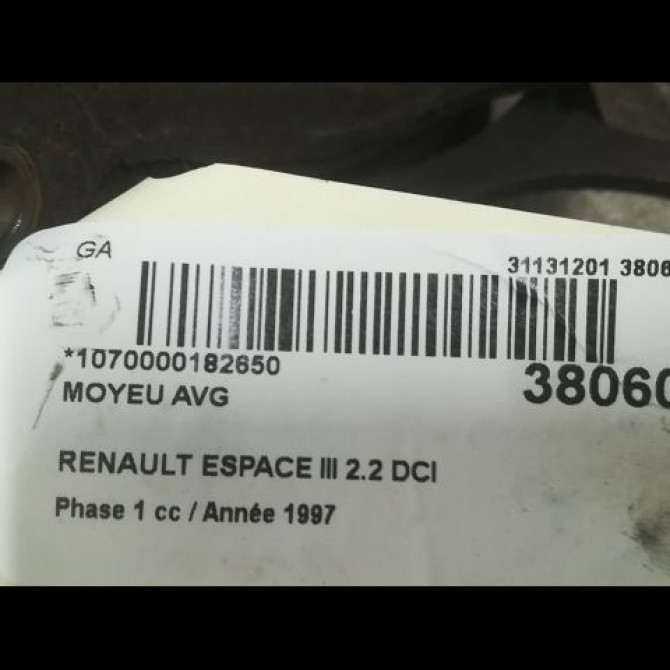 GA
31131201 3806
*1070000182650
38060
MOYEU AVG
RENAULT ESPACE III 2.2 DCI
Phase 1 cc / Année 1997